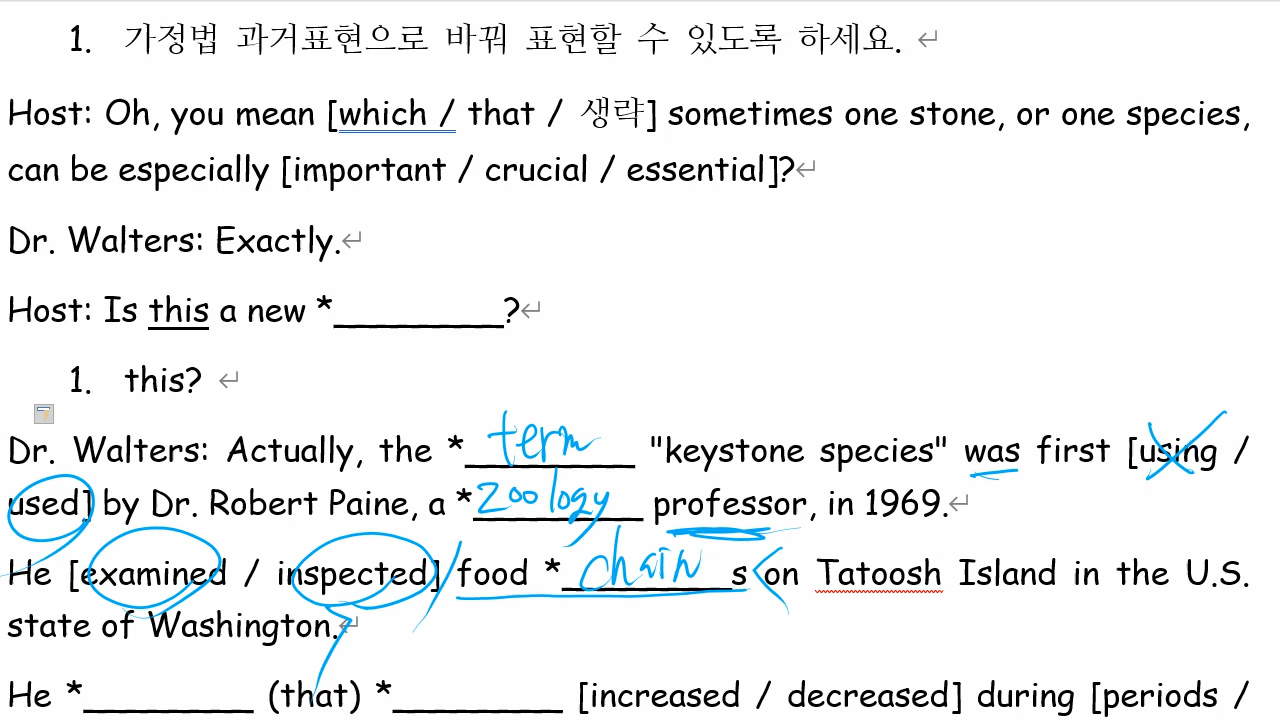 1. 가정법 과거표현으로 바꿔 표현할 수 있도록 하세요.
Host: Oh, you mean [which / that / 생략] sometimes one stone, or one species,
can be especially [important / crucial / essential]?
Dr. Walters: Exactly.
Host: Is this a new *_________?
1. this?
Dr. Walters: Actually, the *term "keystone species" was first [using /
used] by Dr. Robert Paine, a *zoology professor, in 1969.
He [examined / inspected] food *chains on Tatoosh Island in the U.S.
state of Washington.
He *_________ (that) *_________ [increased / decreased] during [periods /